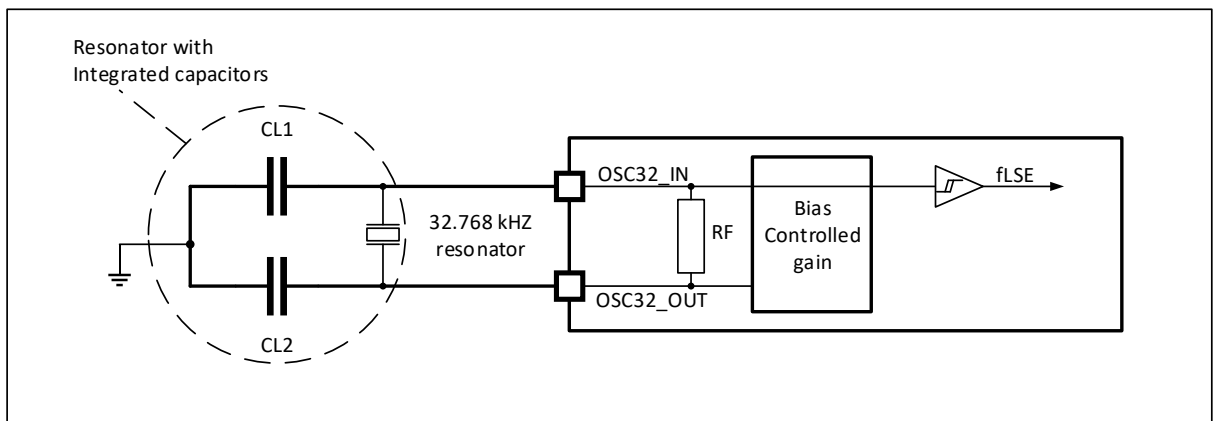 Resonator with
Integrated capacitors
CL1
OSC32_IN
fLSE
32.768 kHZ
resonator
RF
Bias
Controlled
gain
OSC32_OUT
CL2